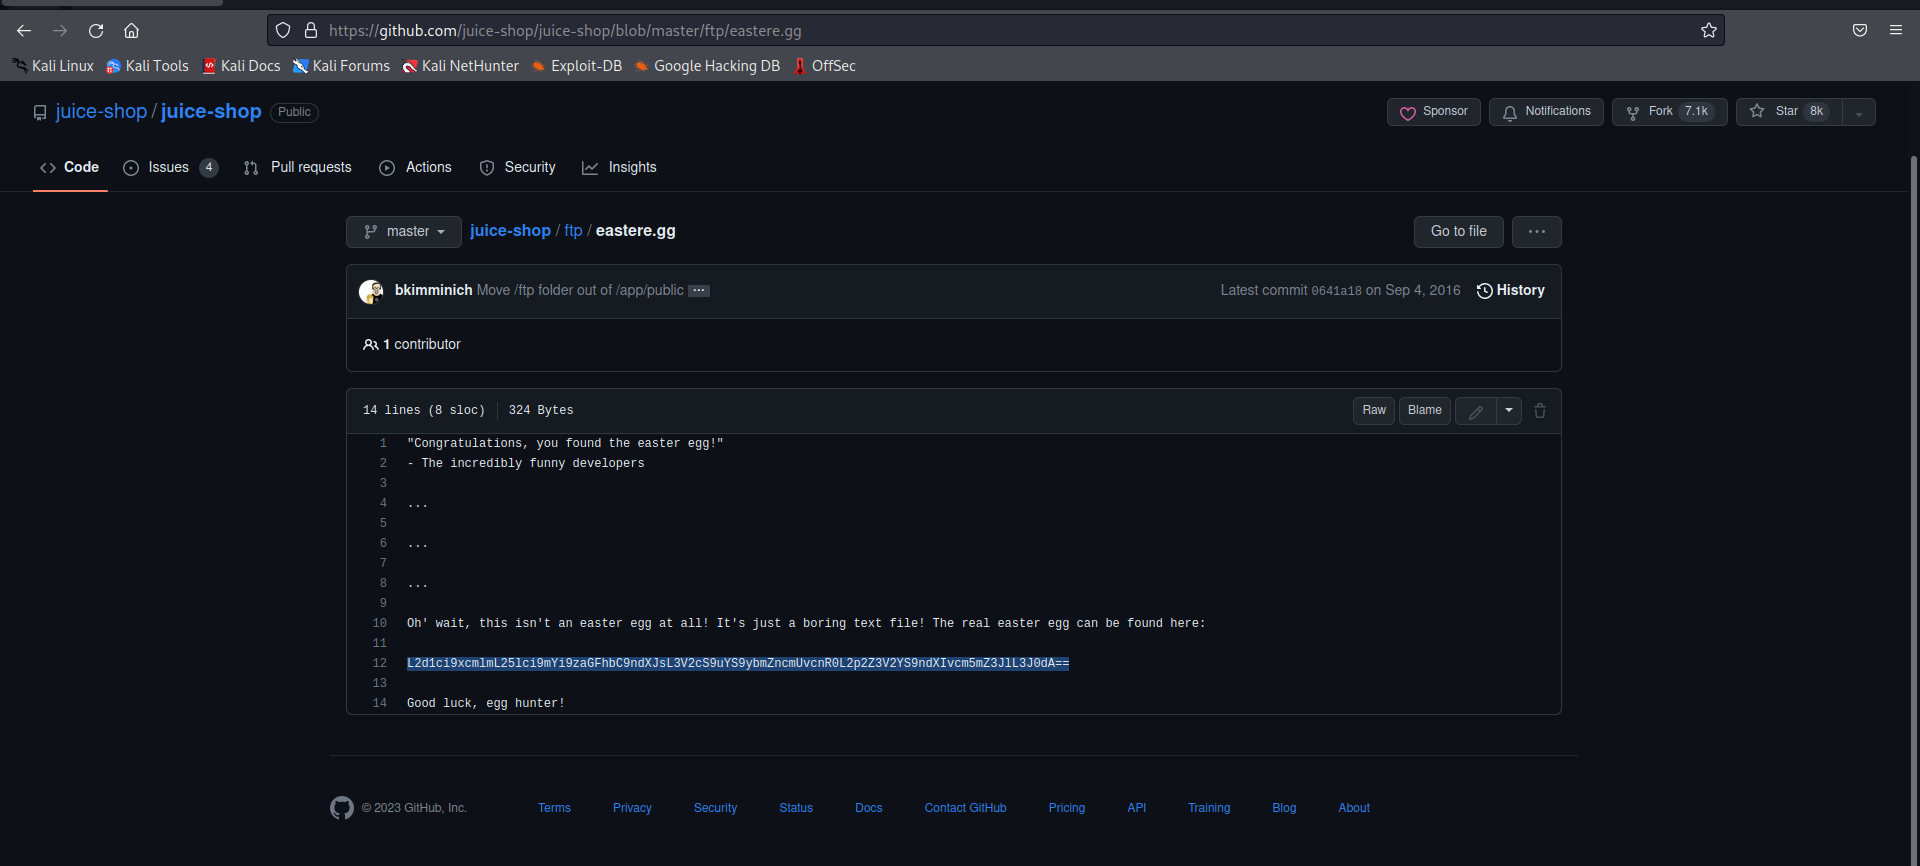 https://github.com/juice-shop/juice-shop/blob/master/ftp/eastere.gg
Kali Linux Kali Tools Kali Docs Kali Forums Kali NetHunter Exploit-DB Google Hacking DB OffSec
juice-shop / juice-shop Public Sponsor Notifications Fork 7.1k Star 8k
Code Issues 4 Pull requests Actions Security Insights
master juice-shop / ftp / eastere.gg Go to file ...
bkimminich Move /ftp folder out of /app/public ... Latest commit 0641a18 on Sep 4, 2016 History
1 contributor
14 lines (8 sloc) 324 Bytes Raw Blame
1 "Congratulations, you found the easter egg!"
2 - The incredibly funny developers
3
4 ...
5
6 ...
7
8 ...
9
10 Oh' wait, this isn't an easter egg at all! It's just a boring text file! The real easter egg can be found here:
11
12 L2d1ci9xcmlmL25lci9mYi9zaGFhbC9ndXJsL3V2cS9uYS9ybmZncmUvcnR0L2p2Z3V2YS9ndXIvcm5mZ3JlL3J0dA==
13
14 Good luck, egg hunter!
© 2023 GitHub, Inc. Terms Privacy Security Status Docs Contact GitHub Pricing API Training Blog About